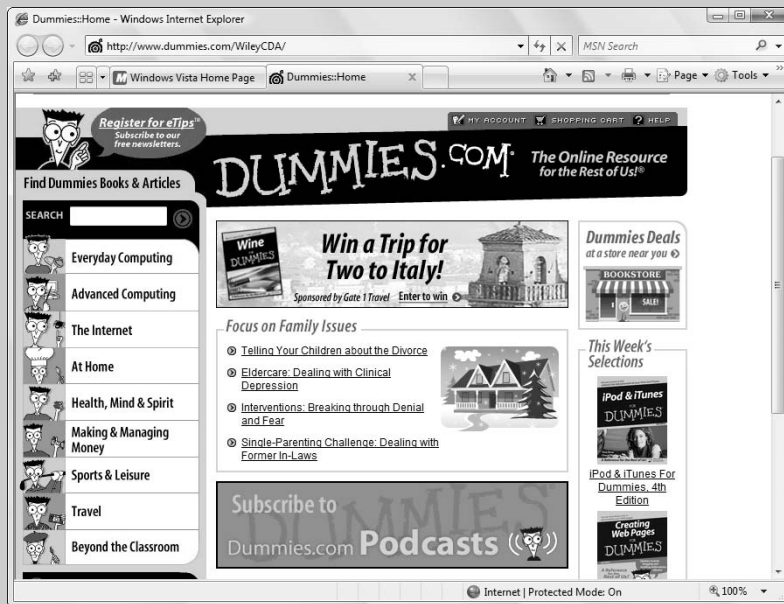 Dummies::Home - Windows Internet Explorer
http://www.dummies.com/WileyCDA/
MSN Search
Windows Vista Home Page
Dummies::Home
Page
Tools
Register for eTips™
Subscribe to our
free newsletters.
MY ACCOUNT
SHOPPING CART
HELP
DUMMIES.COM
The Online Resource
for the Rest of Us!®
Find Dummies Books & Articles
SEARCH
Everyday Computing
Advanced Computing
The Internet
At Home
Health, Mind & Spirit
Making & Managing
Money
Sports & Leisure
Travel
Beyond the Classroom
Wine
FOR
DUMMIES
Win a Trip for
Two to Italy!
Sponsored by Gate 1 Travel
Enter to win
Focus on Family Issues
Telling Your Children about the Divorce
Eldercare: Dealing with Clinical
Depression
Interventions: Breaking through Denial
and Fear
Single-Parenting Challenge: Dealing with
Former In-Laws
DUMMIES
Subscribe to
Dummies.com Podcasts
Dummies Deals
at a store near you
BOOKSTORE
SALE!
This Week's
Selections
iPod & iTunes
FOR
DUMMIES
iPod & iTunes For
Dummies, 4th
Edition
Creating
Web Pages
FOR
DUMMIES
Internet | Protected Mode: On
100%